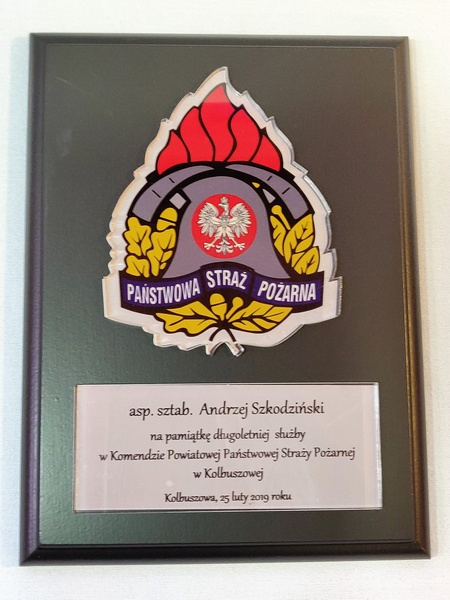 PAŃSTWOWA STRAŻ POŻARNA
asp. sztab. Andrzej Szkodziński
na pamiątkę długoletniej służby
w Komendzie Powiatowej Państwowej Straży Pożarnej
w Kolbuszowej
Kolbuszowa, 25 luty 2019 roku